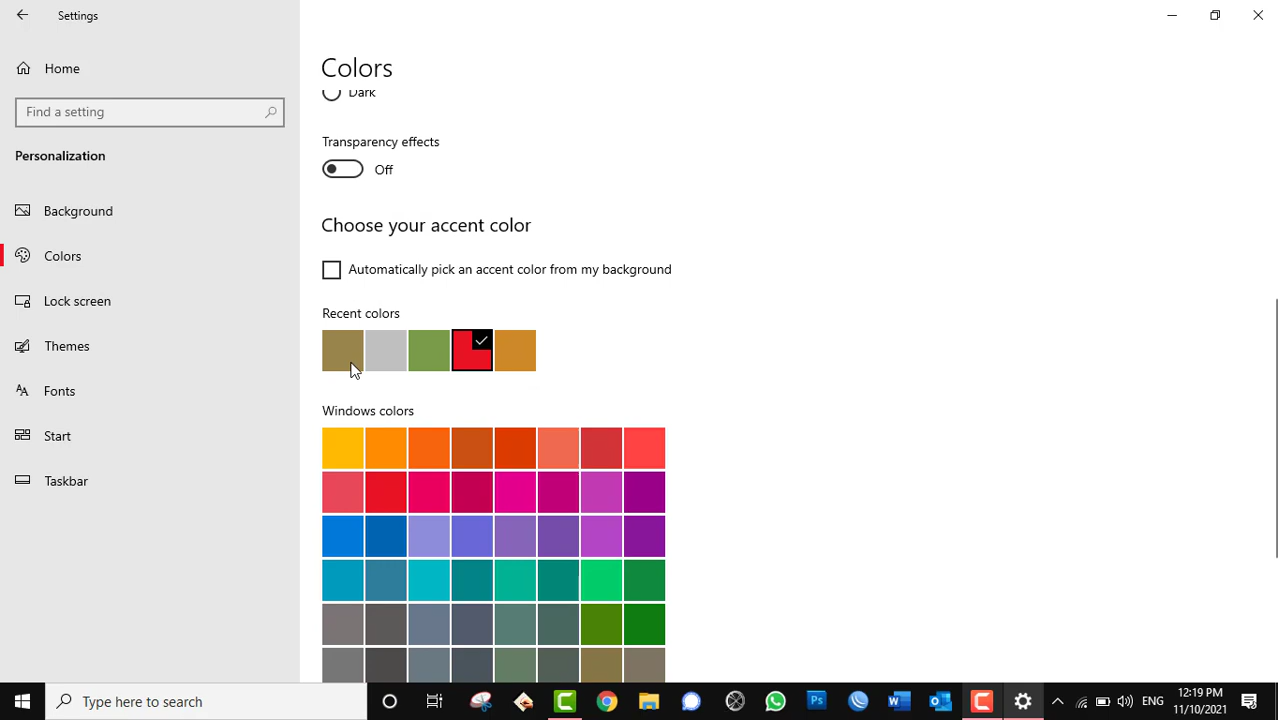 Settings
Home
Find a setting
Personalization
Background
Colors
Lock screen
Themes
Fonts
Start
Taskbar
Colors
Dark
Transparency effects
Off
Choose your accent color
Automatically pick an accent color from my background
Recent colors
Windows colors
Type here to search
Ps
W
ENG
12:19 PM
11/10/2021